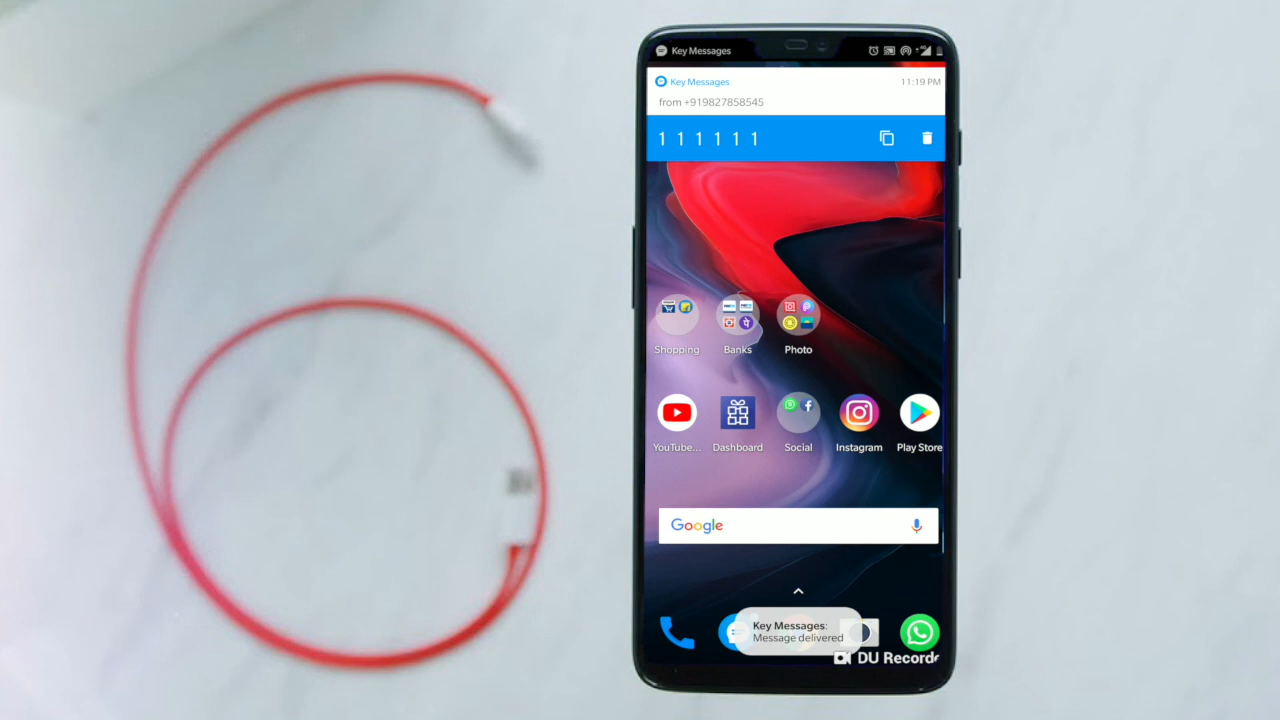 Key Messages
Key Messages 11:19 PM
from +919827858545
1 1 1 1 1 1
Shopping Banks Photo
YouTube... Dashboard Social Instagram Play Store
Google
Key Messages:
Message delivered
DU Recorde